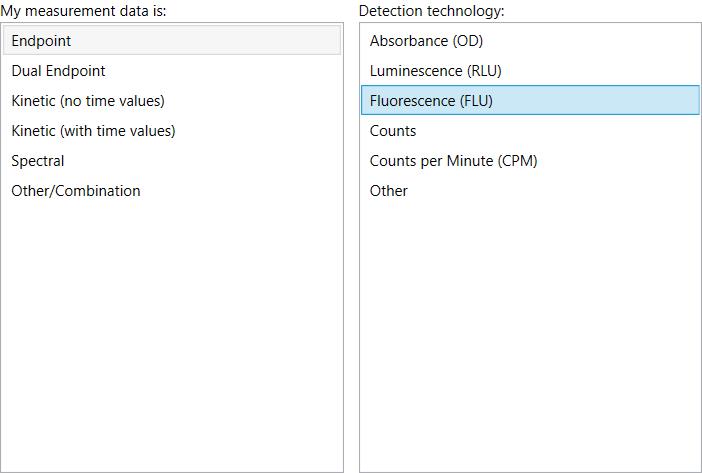 My measurement data is:
Endpoint
Dual Endpoint
Kinetic (no time values)
Kinetic (with time values)
Spectral
Other/Combination
Detection technology:
Absorbance (OD)
Luminescence (RLU)
Fluorescence (FLU)
Counts
Counts per Minute (CPM)
Other